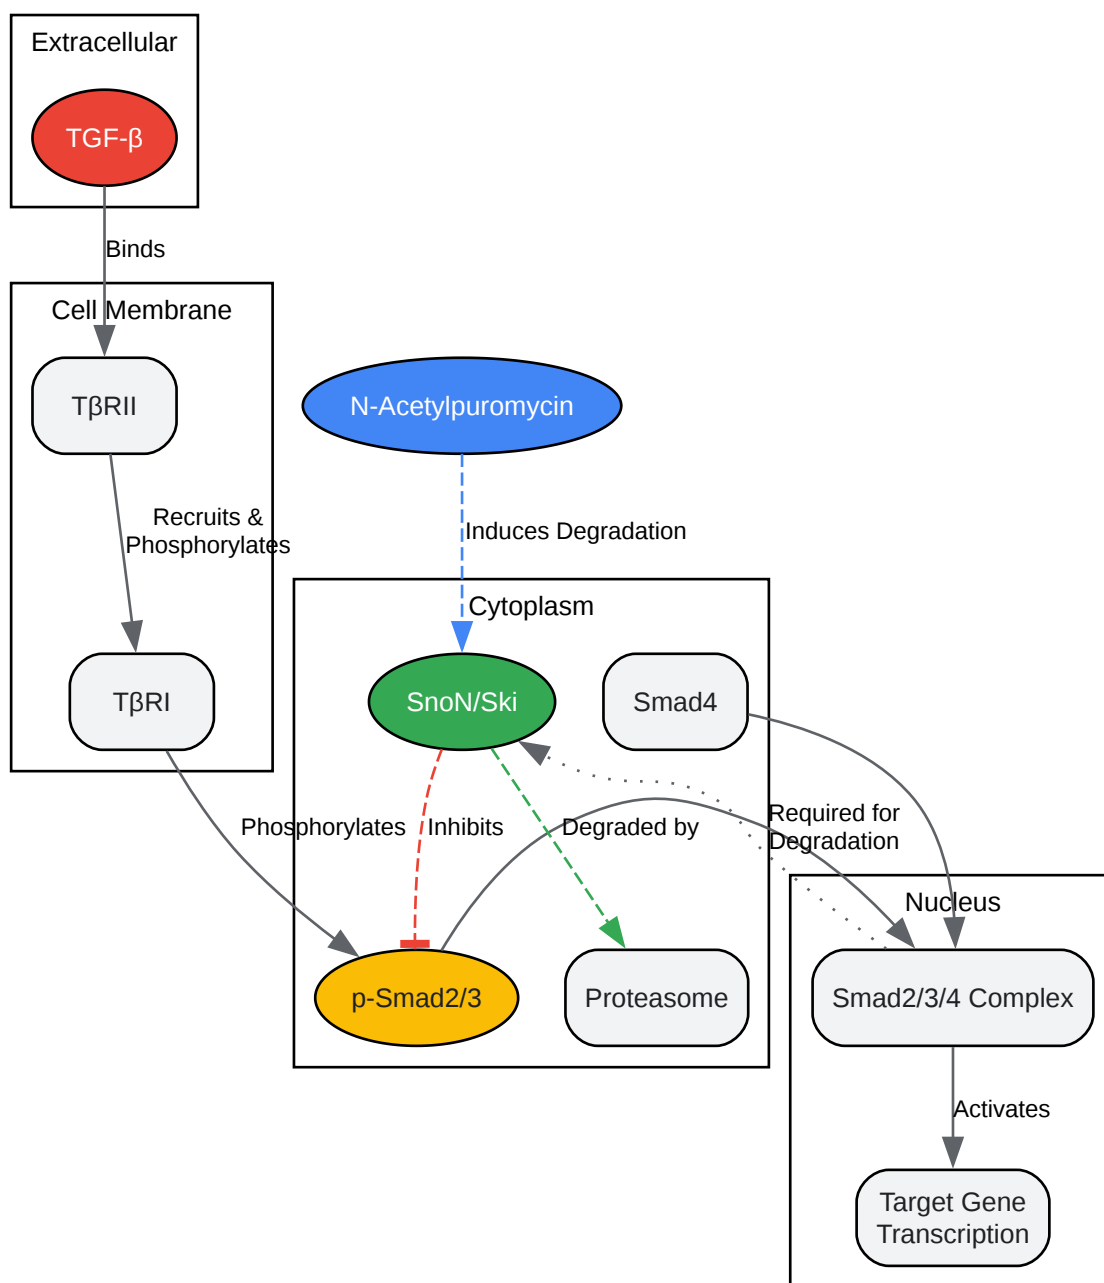 Extracellular
TGF-β
Binds
Cell Membrane
TβRII
N-Acetylpuromycin
Recruits &
Phosphorylates
Induces Degradation
Cytoplasm
SnoN/Ski
Smad4
TβRI
Phosphorylates
Inhibits
Degraded by
Required for
Degradation
Nucleus
p-Smad2/3
Proteasome
Smad2/3/4 Complex
Activates
Target Gene
Transcription